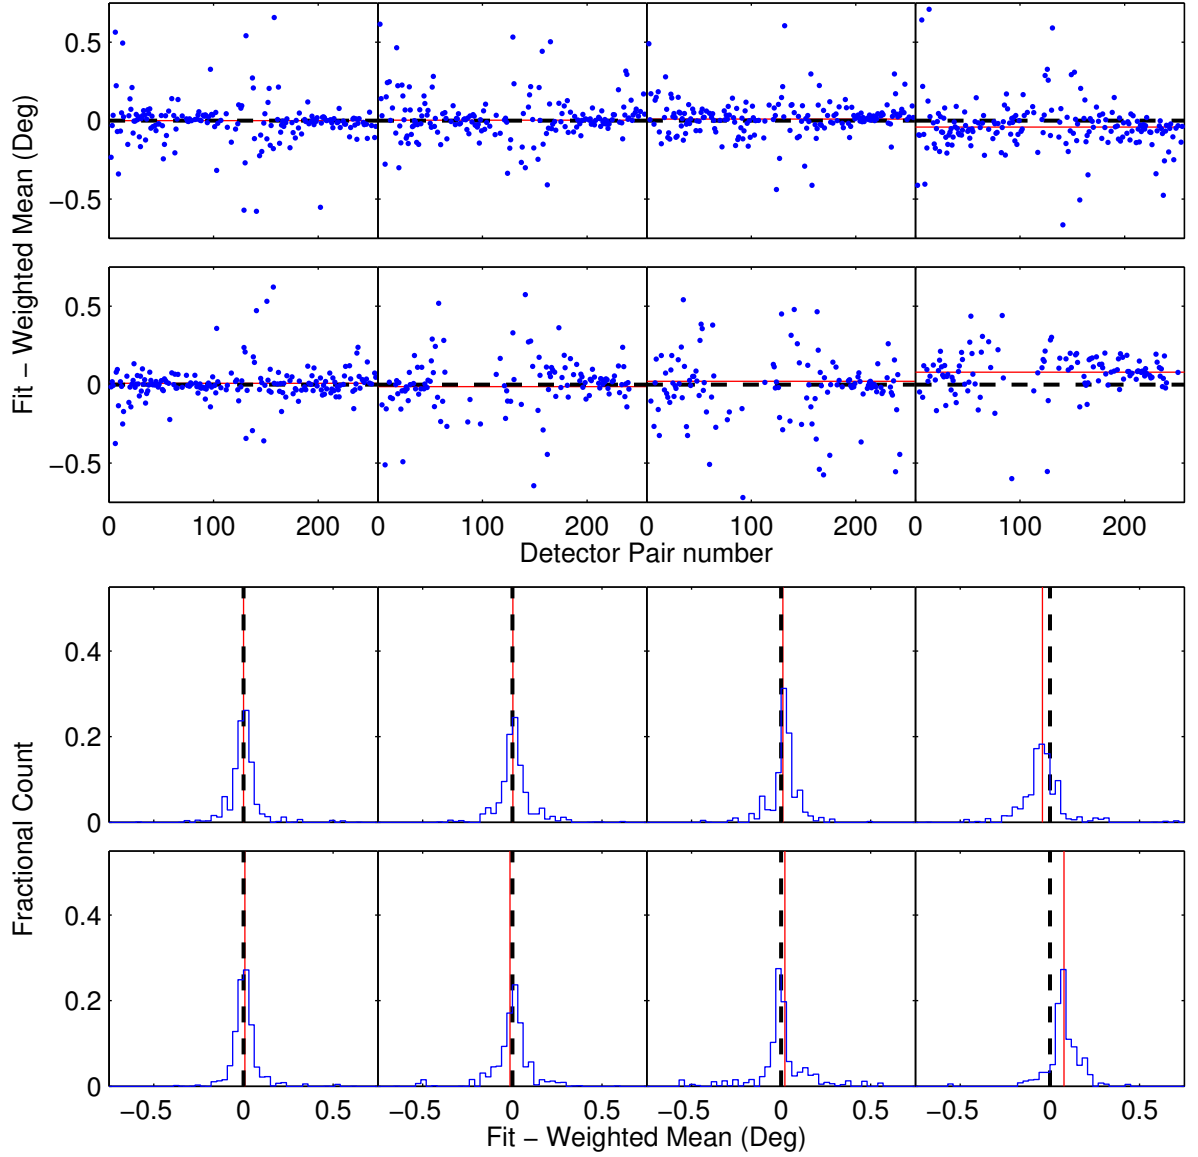 0.5
0
−0.5
0.5
0
−0.5
Fit − Weighted Mean (Deg)
0 100 200 0 100 200 0 100 200 0 100 200
Detector Pair number
0.4
0.2
0
0.4
0.2
0
Fractional Count
−0.5 0 0.5 −0.5 0 0.5 −0.5 0 0.5 −0.5 0 0.5
Fit − Weighted Mean (Deg)